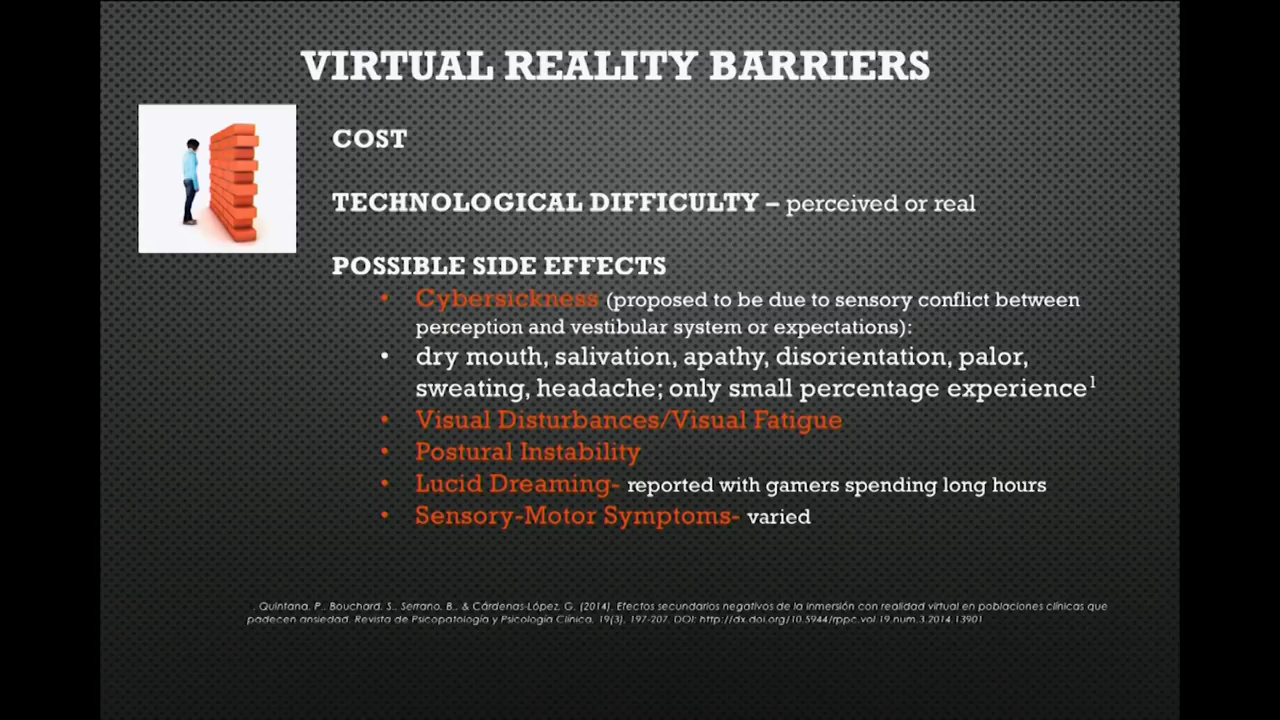 VIRTUAL REALITY BARRIERS
COST
TECHNOLOGICAL DIFFICULTY – perceived or real
POSSIBLE SIDE EFFECTS
• Cybersickness (proposed to be due to sensory conflict between
perception and vestibular system or expectations):
• dry mouth, salivation, apathy, disorientation, palor,
sweating, headache; only small percentage experience¹
• Visual Disturbances/Visual Fatigue
• Postural Instability
• Lucid Dreaming- reported with gamers spending long hours
• Sensory-Motor Symptoms- varied
. Quintana, P., Bouchard, S., Serrano, B., & Cárdenas-López, G. (2014). Efectos secundarios negativos de la inmersión con realidad virtual en poblaciones clínicas que
padecen ansiedad. Revista de Psicopatología y Psicología Clínica, 19(3), 197-207. DOI: http://dx.doi.org/10.5944/rppc.vol.19.num.3.2014.13901